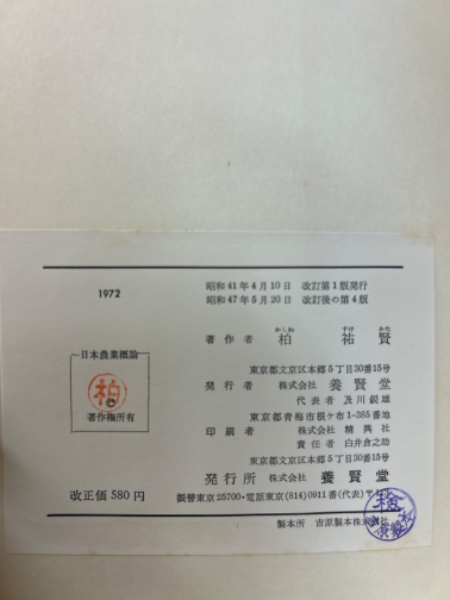 1972
昭和41年4月10日 改訂第1版発行
昭和47年5月20日 改訂後の第4版
かしわ すけ かた
著作者 柏 祐賢
日本農業概論
柏
著作権所有
改正価 580円
東京都文京区本郷5丁目30番15号
発行者 株式会社 養賢堂
代表者 及川鋭雄
東京都青梅市根ケ布1-385番地
印刷者 株式会社 精興社
責任者 白井倉之助
東京都文京区本郷5丁目30番15号
発行所 株式会社 養賢堂
振替東京25700・電話東京(814)0911番(代表)
製本所 吉原製本株式会社